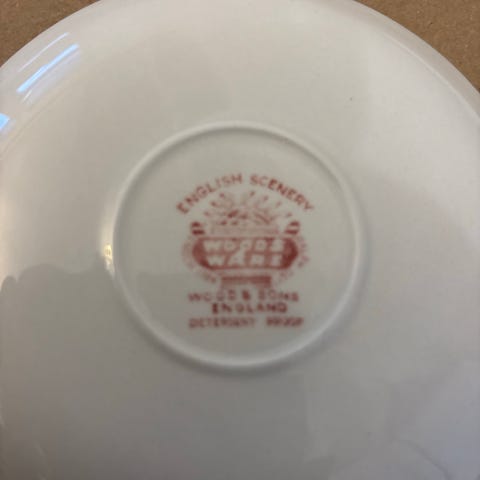 ENGLISH SCENERY
WOODS
WARE
WOOD & SONS
ENGLAND
DETERGENT PROOF